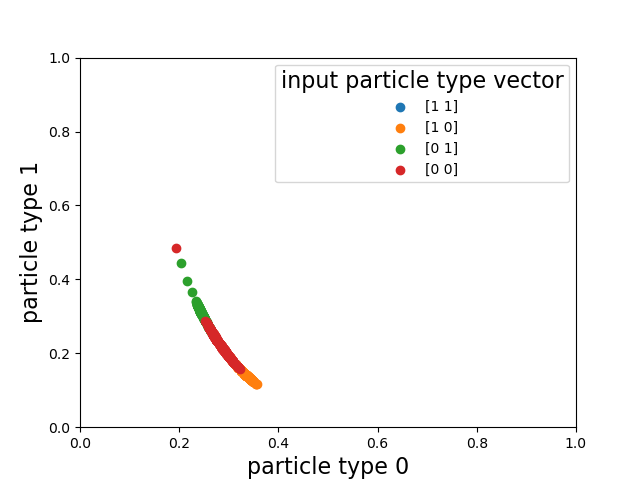 input particle type vector
[1 1]
[1 0]
[0 1]
[0 0]
particle type 1
1.0
0.8
0.6
0.4
0.2
0.0
0.0 0.2 0.4 0.6 0.8 1.0
particle type 0